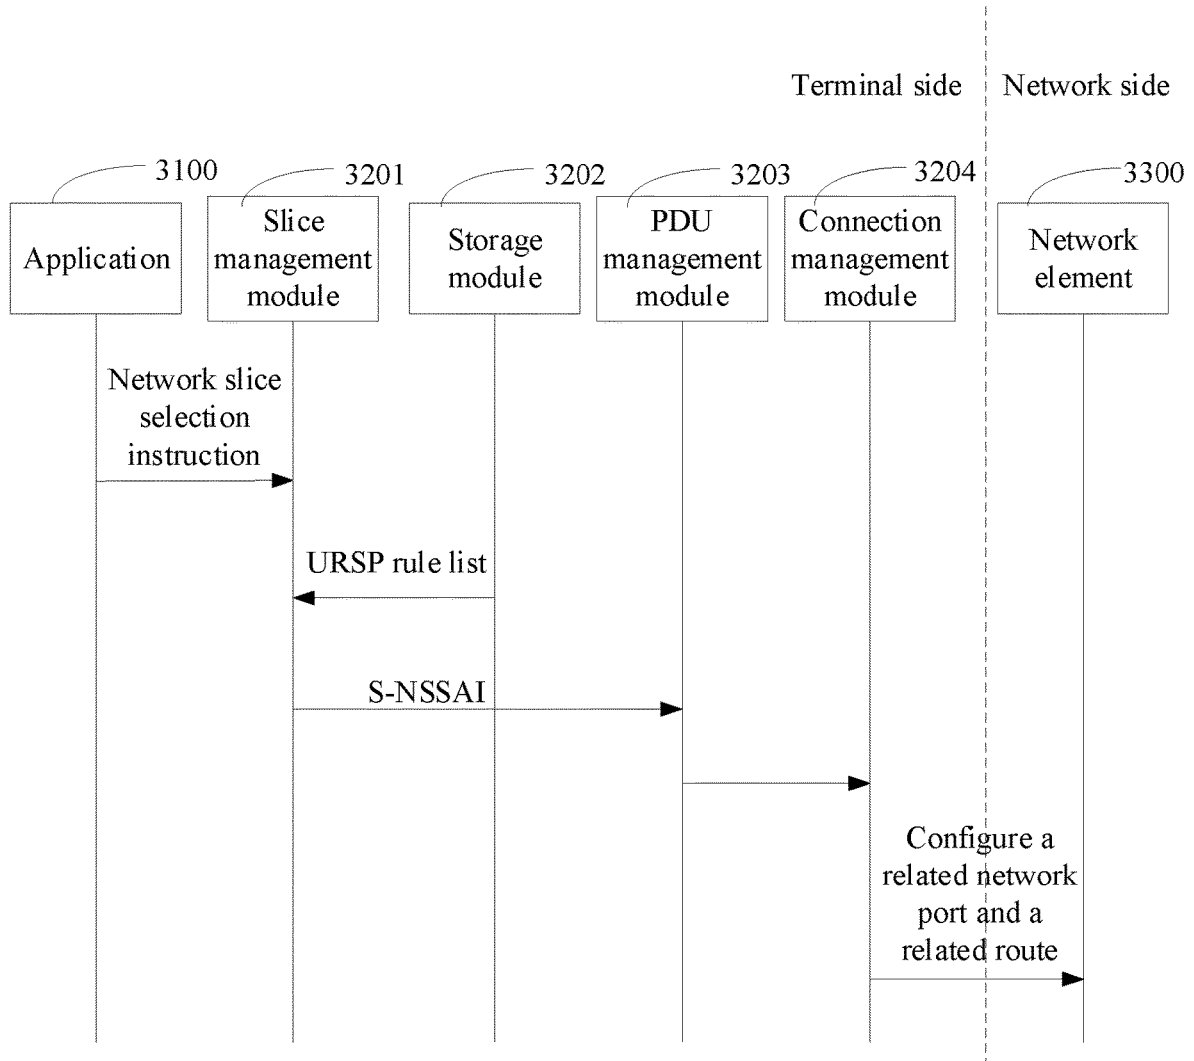 Terminal side
Network side
3100
3201
3202
3203
3204
3300
Application
Slice
management
module
Storage
module
PDU
management
module
Connection
management
module
Network
element
Network slice
selection
instruction
URSP rule list
S-NSSAI
Configure a
related network
port and a
related route